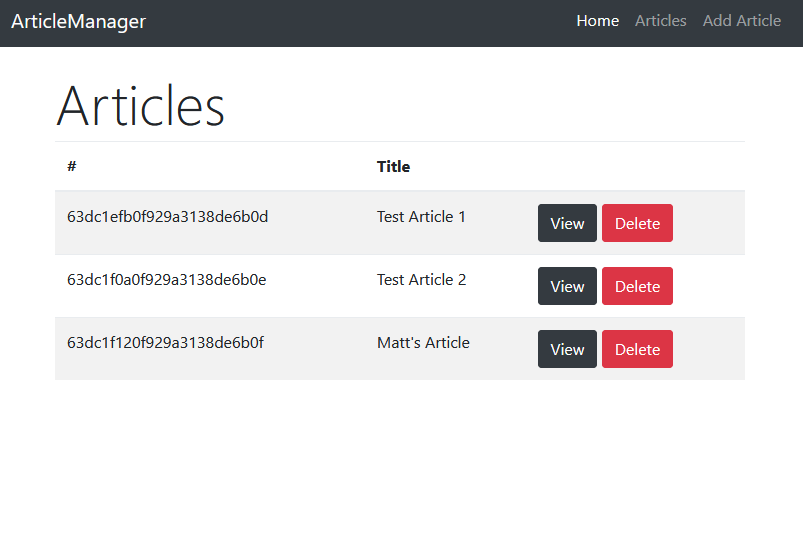 ArticleManager Home Articles Add Article
Articles
# Title
63dc1efb0f929a3138de6b0d Test Article 1 View Delete
63dc1f0a0f929a3138de6b0e Test Article 2 View Delete
63dc1f120f929a3138de6b0f Matt's Article View Delete